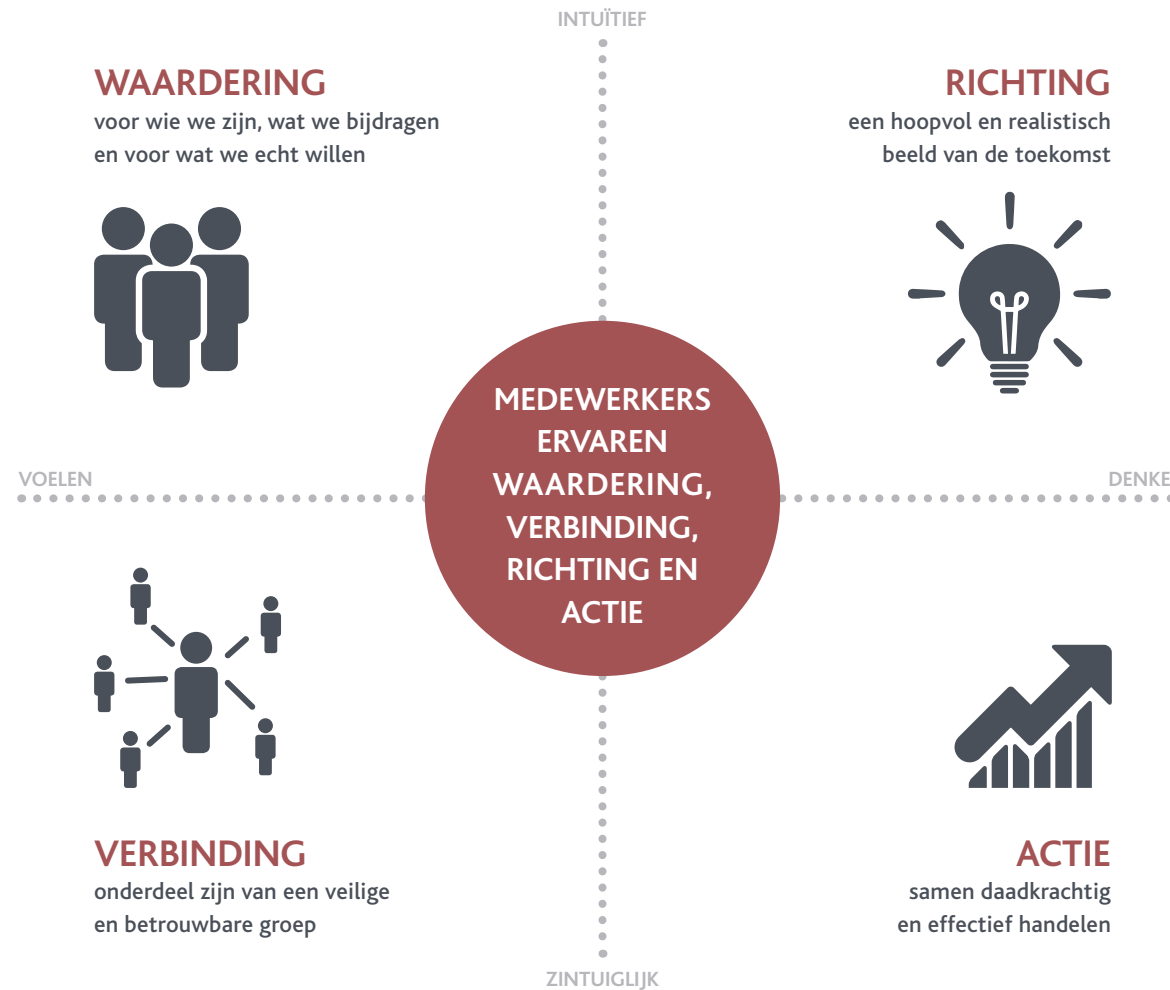 INTUÏTIEF
WAARDERING
voor wie we zijn, wat we bijdragen
en voor wat we echt willen
RICHTING
een hoopvol en realistisch
beeld van de toekomst
MEDEWERKERS
ERVAREN
WAARDERING,
VERBINDING,
RICHTING EN
ACTIE
VOELEN
DENKE
VERBINDING
onderdeel zijn van een veilige
en betrouwbare groep
ACTIE
samen daadkrachtig
en effectief handelen
ZINTUIGLIJK